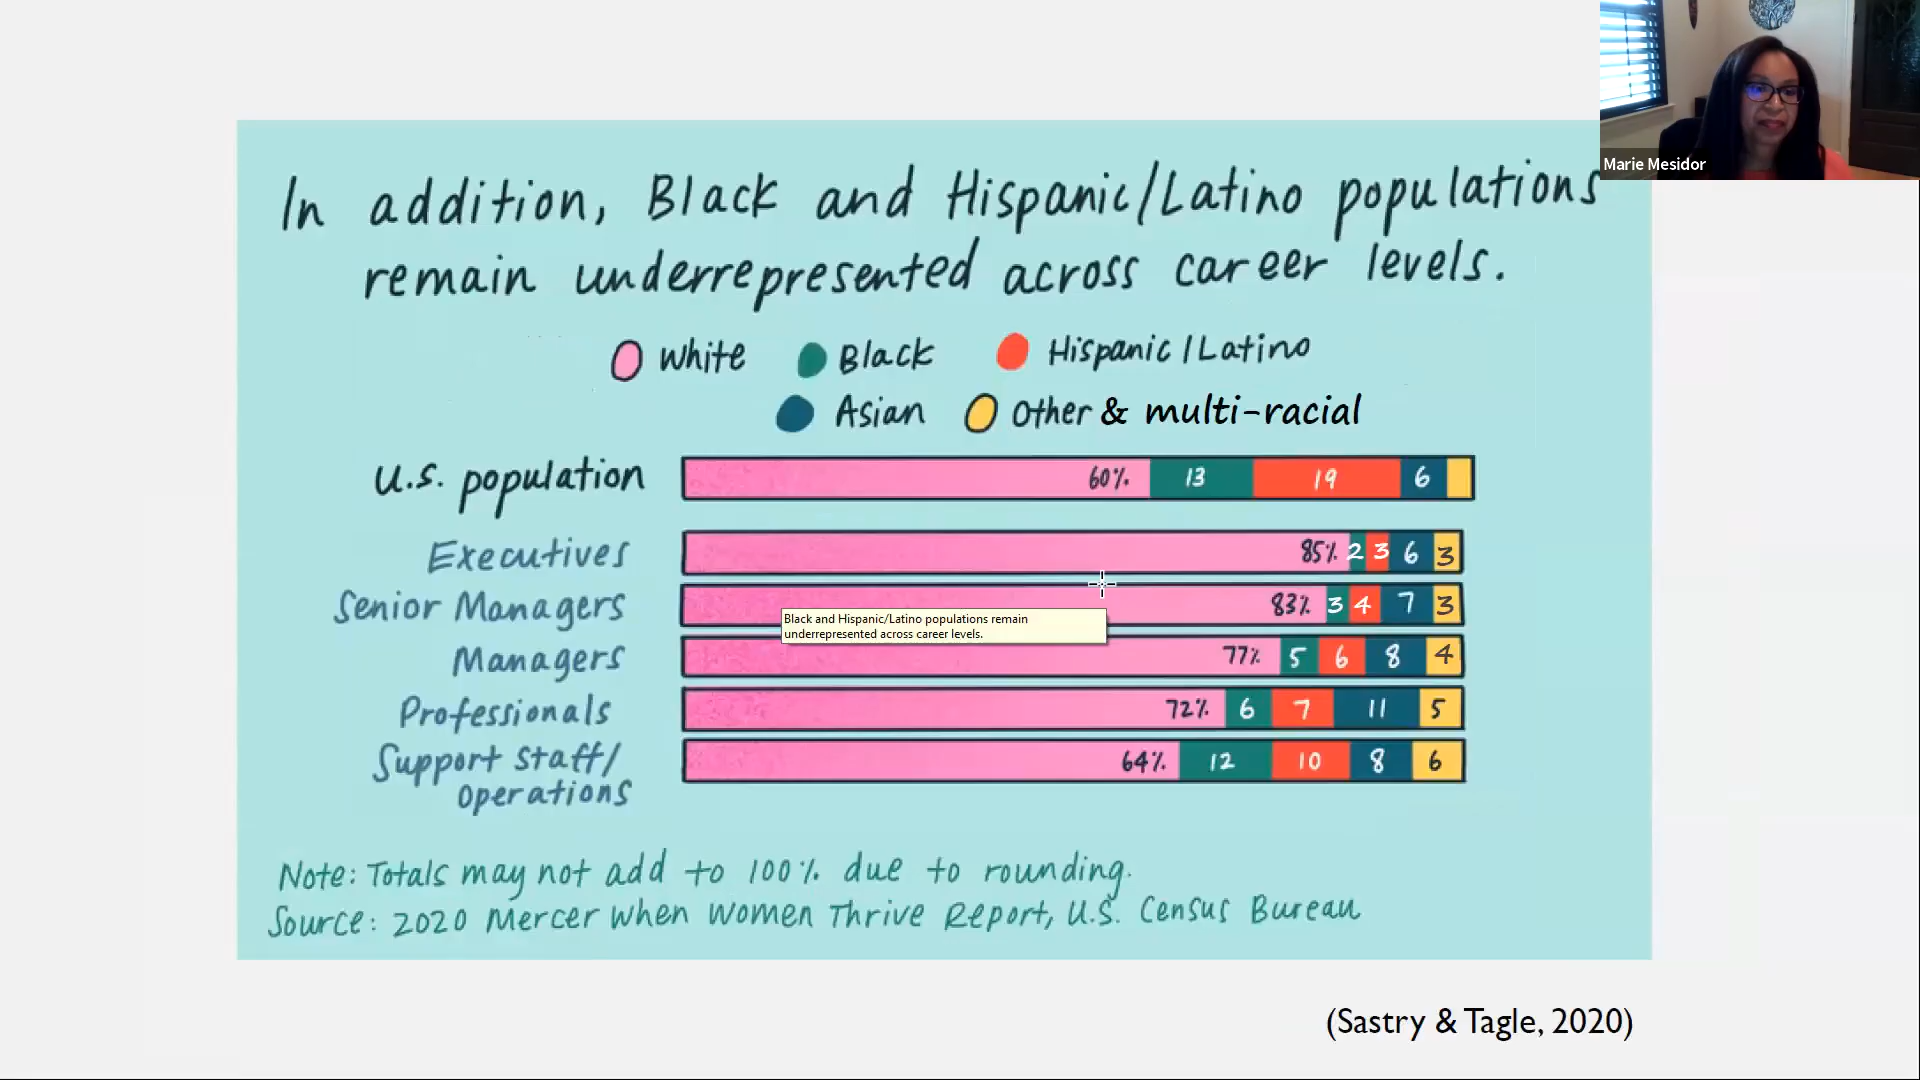 Marie Mesidor
In addition, Black and Hispanic/Latino populations
remain underrepresented across career levels.
White Black Hispanic/Latino
Asian Other & multi-racial
U.S. population 60% 13 19 6
Executives 85% 2 3 6 3
Senior Managers 83% 3 4 7 3
Black and Hispanic/Latino populations remain
underrepresented across career levels.
Managers 77% 5 6 8 4
Professionals 72% 6 7 11 5
Support Staff/
operations 64% 12 10 8 6
Note: Totals may not add to 100% due to rounding.
Source: 2020 Mercer When Women Thrive Report, U.S. Census Bureau
(Sastry & Tagle, 2020)